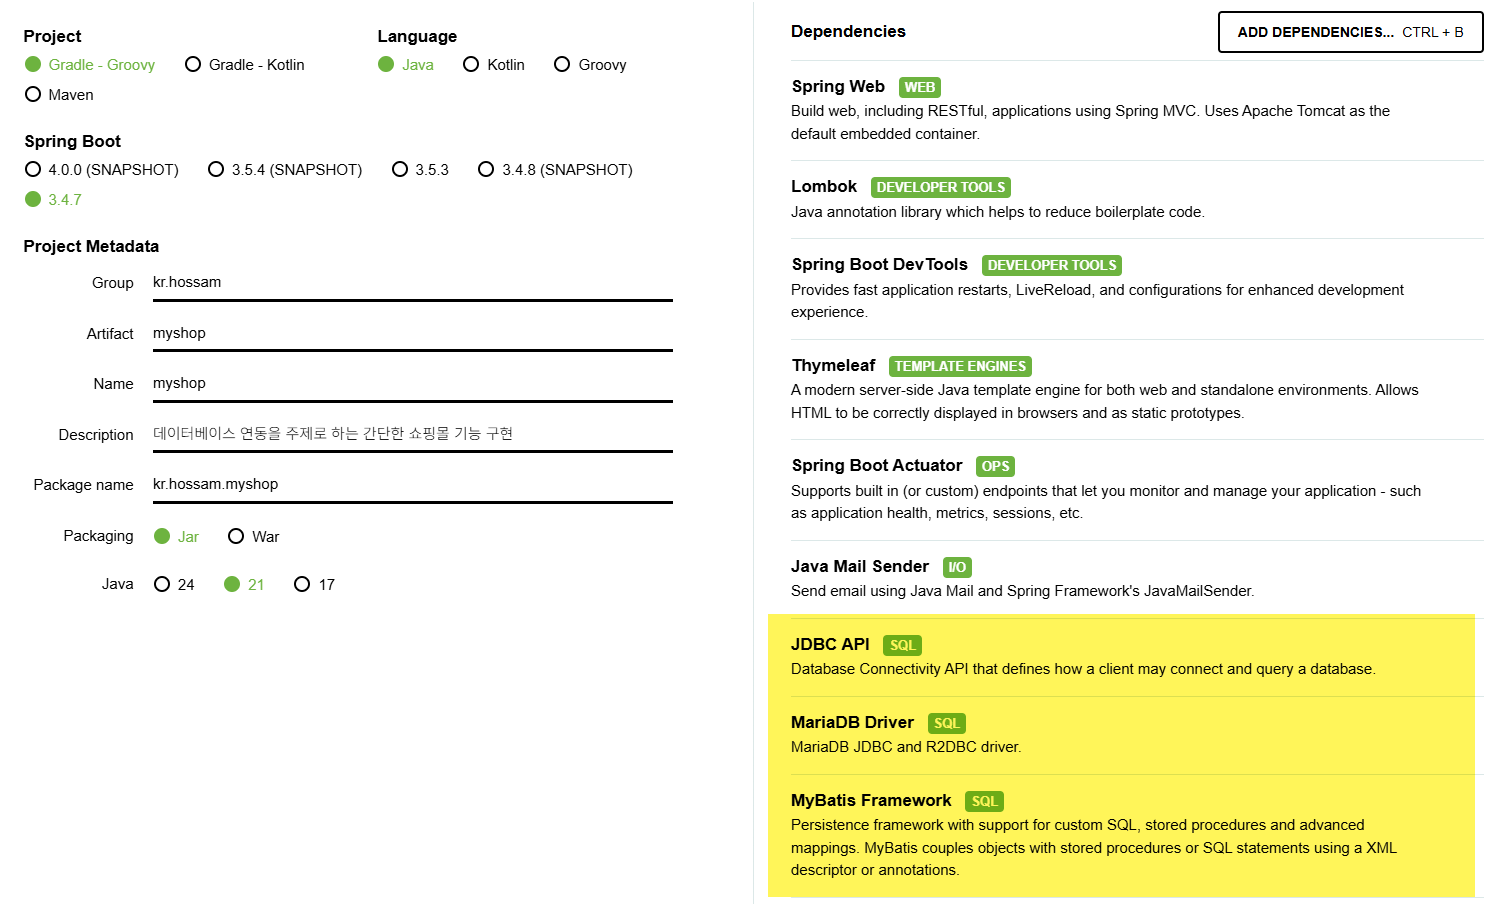 Project
Gradle - Groovy
Gradle - Kotlin
Maven
Language
Java
Kotlin
Groovy
Spring Boot
4.0.0 (SNAPSHOT)
3.5.4 (SNAPSHOT)
3.5.3
3.4.8 (SNAPSHOT)
3.4.7
Project Metadata
Group kr.hossam
Artifact myshop
Name myshop
Description 데이터베이스 연동을 주제로 하는 간단한 쇼핑몰 기능 구현
Package name kr.hossam.myshop
Packaging Jar War
Java 24 21 17
Dependencies
ADD DEPENDENCIES... CTRL + B
Spring Web WEB
Build web, including RESTful, applications using Spring MVC. Uses Apache Tomcat as the
default embedded container.
Lombok DEVELOPER TOOLS
Java annotation library which helps to reduce boilerplate code.
Spring Boot DevTools DEVELOPER TOOLS
Provides fast application restarts, LiveReload, and configurations for enhanced development
experience.
Thymeleaf TEMPLATE ENGINES
A modern server-side Java template engine for both web and standalone environments. Allows
HTML to be correctly displayed in browsers and as static prototypes.
Spring Boot Actuator OPS
Supports built in (or custom) endpoints that let you monitor and manage your application - such
as application health, metrics, sessions, etc.
Java Mail Sender I/O
Send email using Java Mail and Spring Framework's JavaMailSender.
JDBC API SQL
Database Connectivity API that defines how a client may connect and query a database.
MariaDB Driver SQL
MariaDB JDBC and R2DBC driver.
MyBatis Framework SQL
Persistence framework with support for custom SQL, stored procedures and advanced
mappings. MyBatis couples objects with stored procedures or SQL statements using a XML
descriptor or annotations.